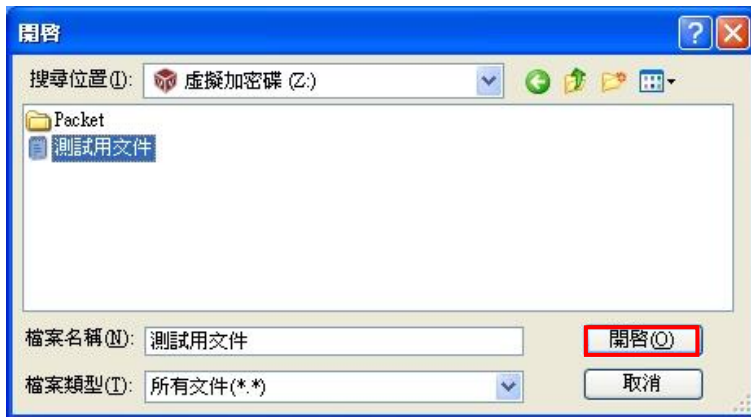 開啓
搜尋位置(I): 虛擬加密碟 (Z:)
Packet
測試用文件
檔案名稱(N): 測試用文件 開啓(O)
檔案類型(T): 所有文件(*.*) 取消